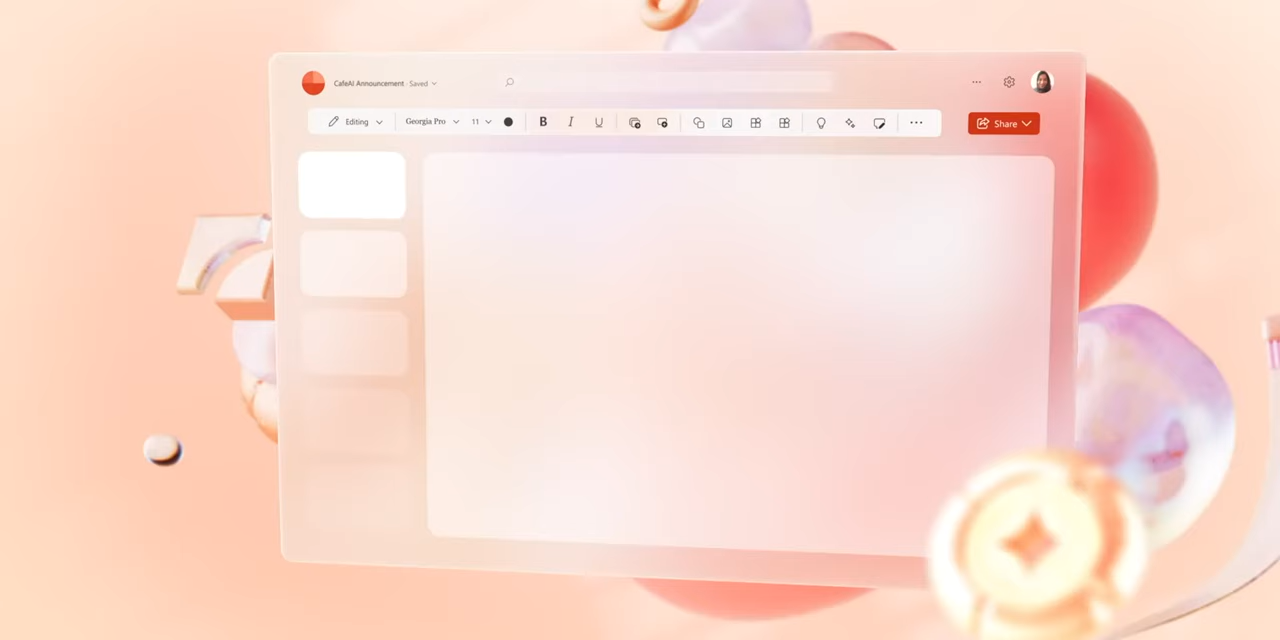 CafeAI Announcement · Saved
Editing Georgia Pro 11 B I U Share